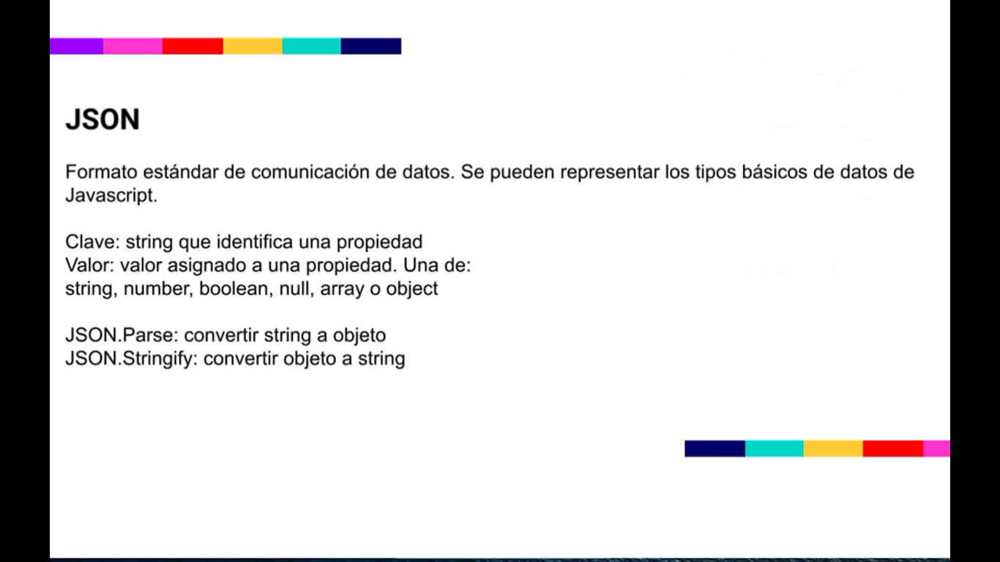 JSON
Formato estándar de comunicación de datos. Se pueden representar los tipos básicos de datos de
Javascript.
Clave: string que identifica una propiedad
Valor: valor asignado a una propiedad. Una de:
string, number, boolean, null, array o object
JSON.Parse: convertir string a objeto
JSON.Stringify: convertir objeto a string